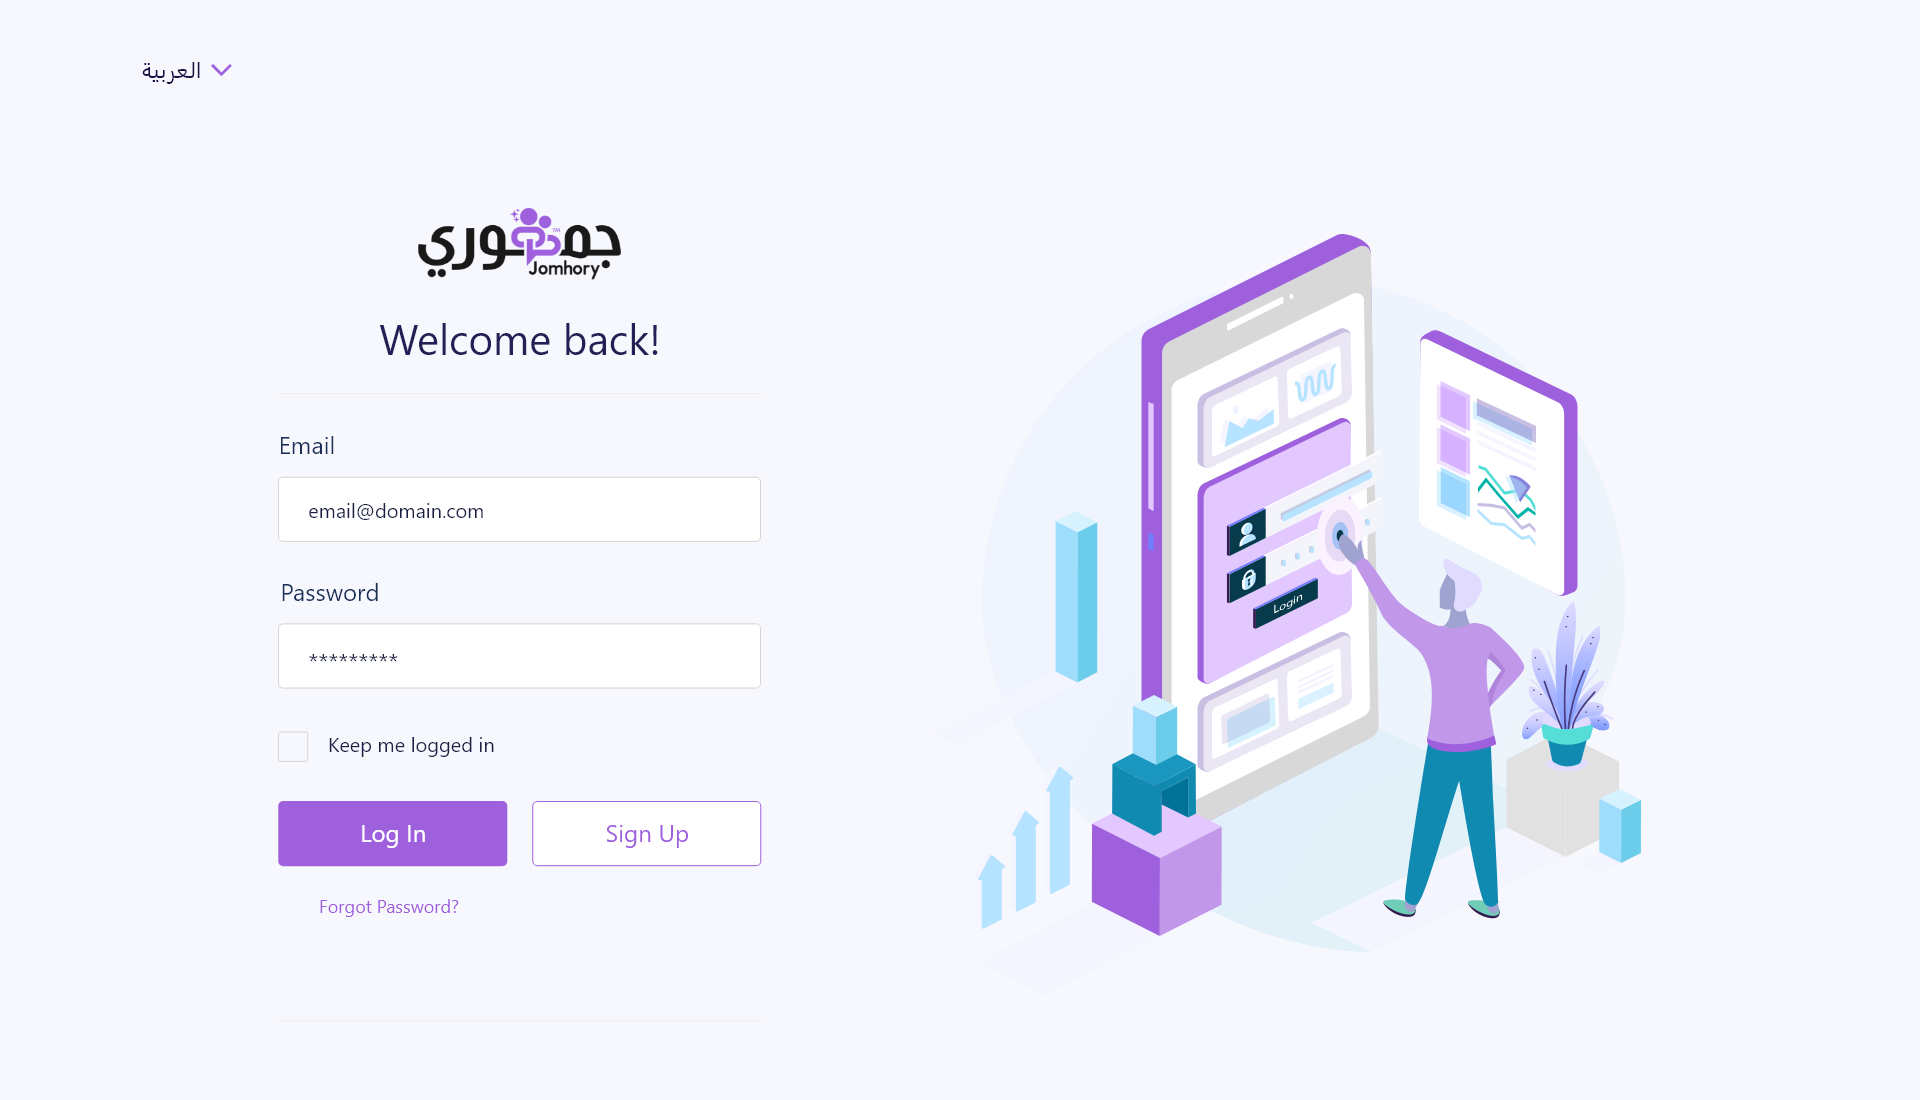 العربية
جمهوري
TM
Jomhory
Welcome back!
Email
email@domain.com
Password
*********
Keep me logged in
Log In
Sign Up
Forgot Password?
Login